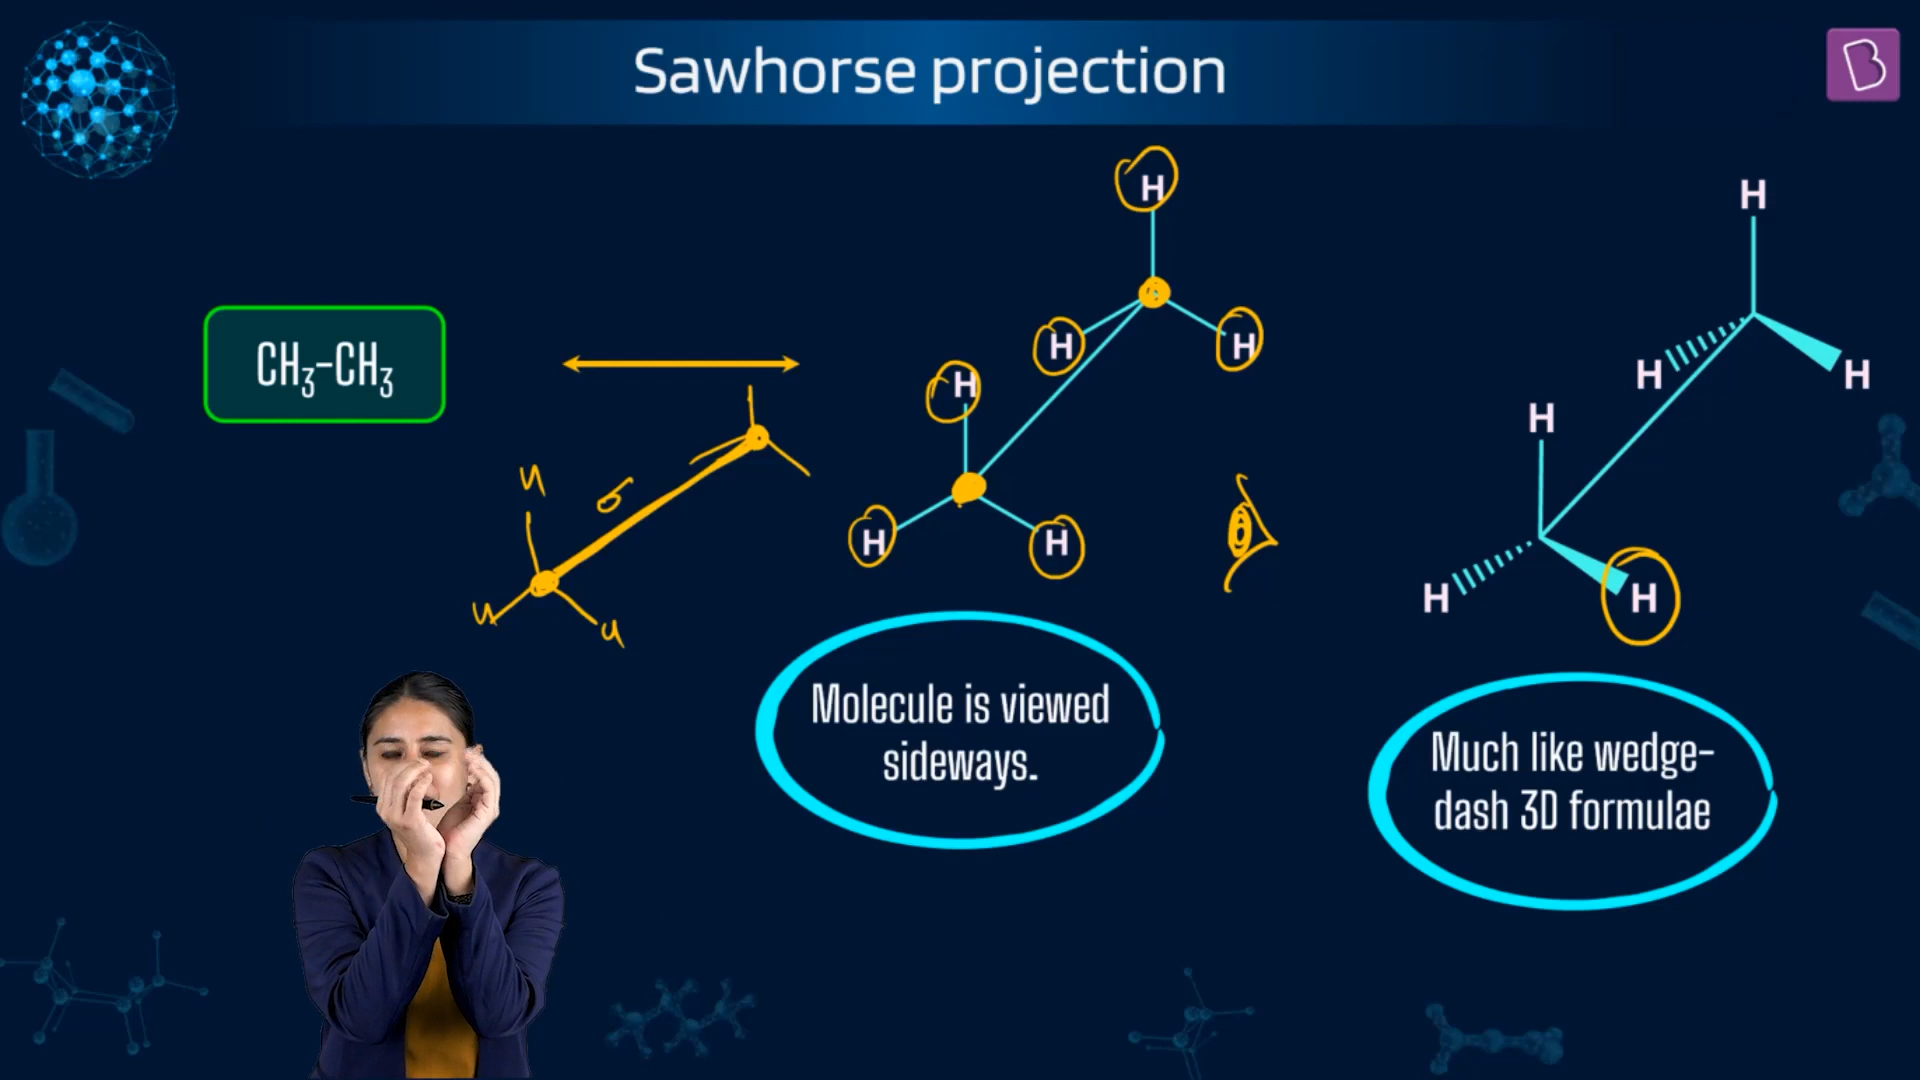 Sawhorse projection
CH₃-CH₃
H
H
H
H
H
H
σ
Molecule is viewed
sideways.
H
H
H
H
H
H
Much like wedge-
dash 3D formulae